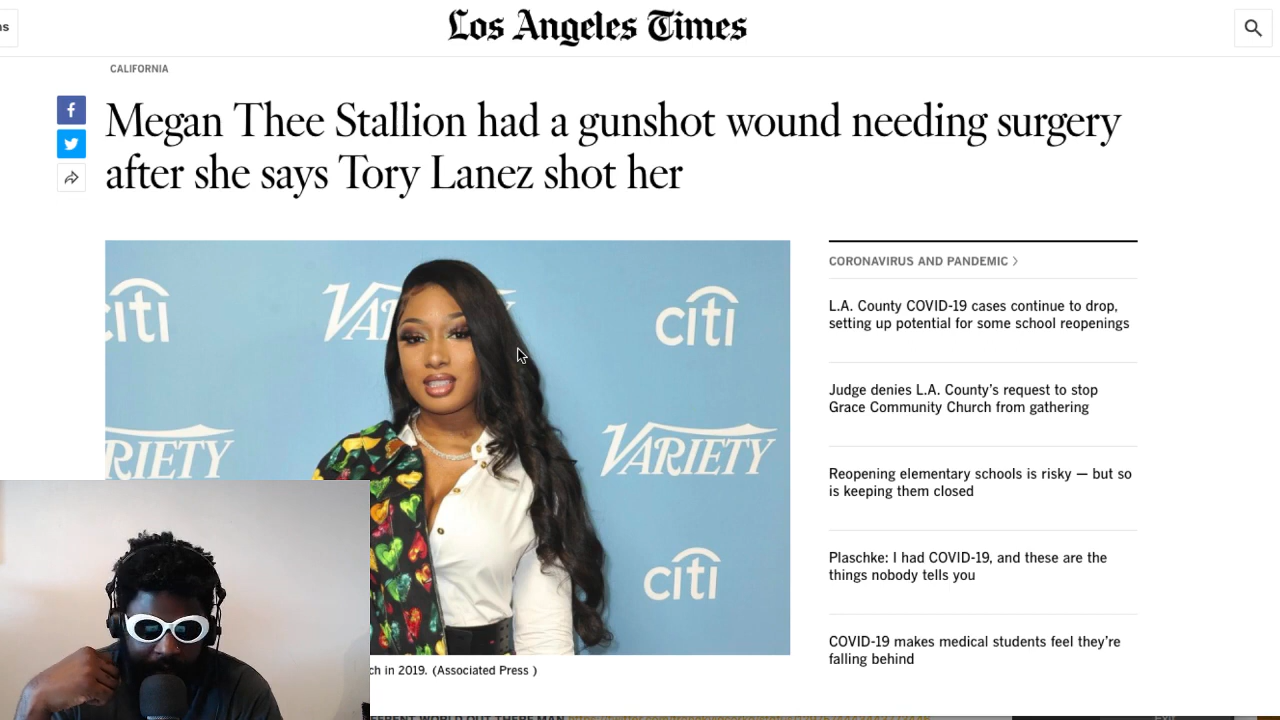 ns
Los Angeles Times
CALIFORNIA
Megan Thee Stallion had a gunshot wound needing surgery
after she says Tory Lanez shot her
citi
VARIETY
citi
VARIETY
VARIETY
citi
ch in 2019. (Associated Press )
CORONAVIRUS AND PANDEMIC
L.A. County COVID-19 cases continue to drop,
setting up potential for some school reopenings
Judge denies L.A. County's request to stop
Grace Community Church from gathering
Reopening elementary schools is risky — but so
is keeping them closed
Plaschke: I had COVID-19, and these are the
things nobody tells you
COVID-19 makes medical students feel they're
falling behind